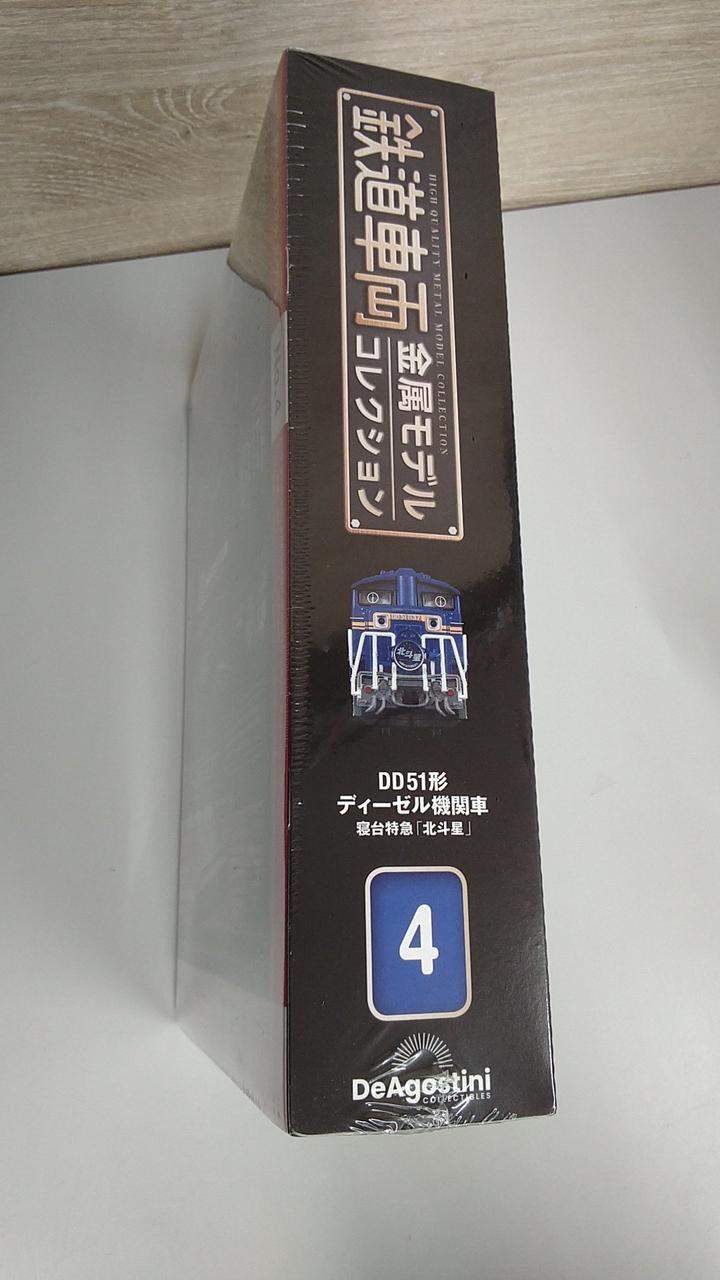 HIGH QUALITY METAL MODEL COLLECTION
鉄道車両
金属モデル
コレクション
北斗星
DD51形
ディーゼル機関車
寝台特急「北斗星」
4
DeAgostini
COLLECTIBLES